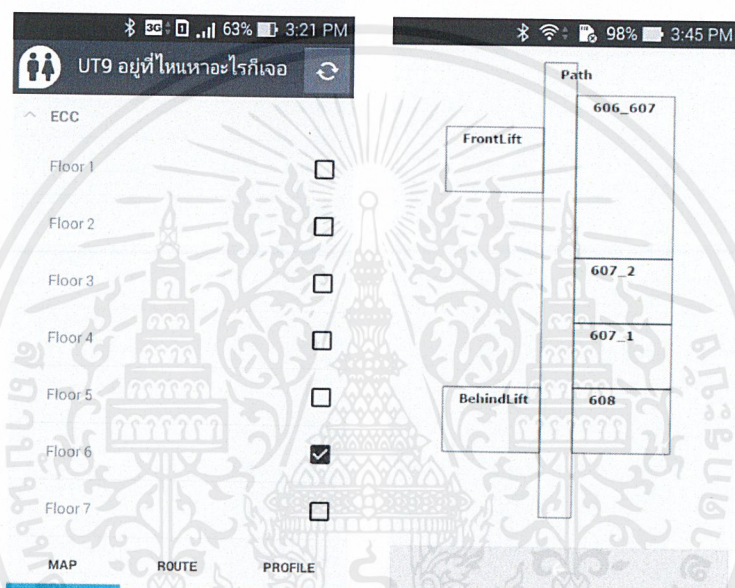 3G 63% 3:21 PM
UT9 อยู่ที่ไหนหาอะไรก็เจอ
ECC
Floor 1
Floor 2
Floor 3
Floor 4
Floor 5
Floor 6
Floor 7
MAP ROUTE PROFILE
98% 3:45 PM
Path
606_607
FrontLift
607_2
607_1
BehindLift 608